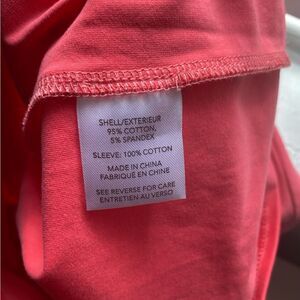 SHELL/EXTERIEUR
95% COTTON,
5% SPANDEX
SLEEVE: 100% COTTON
MADE IN CHINA
FABRIQUÉ EN CHINE
SEE REVERSE FOR CARE
ENTRETIEN AU VERSO